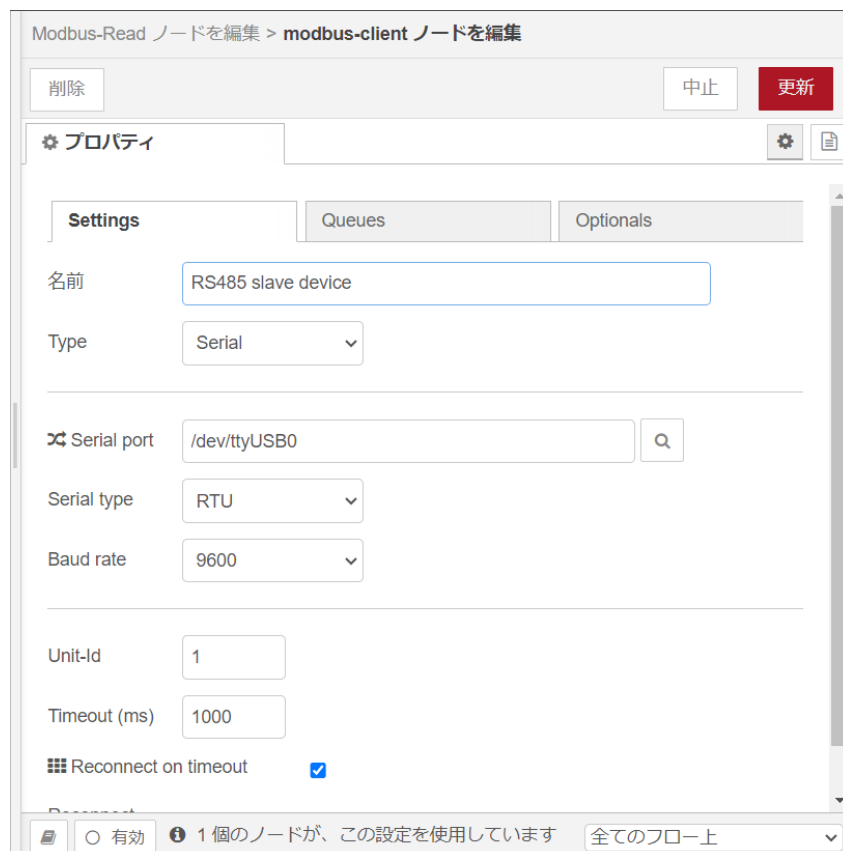 Modbus-Read ノードを編集 > modbus-client ノードを編集
削除 中止 更新
プロパティ
Settings Queues Optionals
名前 RS485 slave device
Type Serial
Serial port /dev/ttyUSB0
Serial type RTU
Baud rate 9600
Unit-Id 1
Timeout (ms) 1000
Reconnect on timeout
有効 1 個のノードが、この設定を使用しています 全てのフロー上